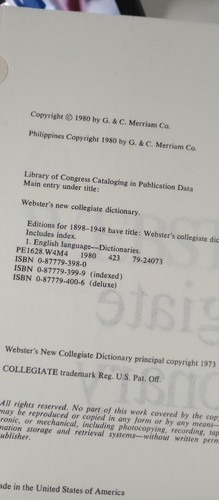 Copyright © 1980 by G. & C. Merriam Co.
Philippines Copyright 1980 by G. & C. Merriam Co.
Library of Congress Cataloging in Publication Data
Main entry under title:
Webster's new collegiate dictionary.
Editions for 1898–1948 have title: Webster's collegiate dic
Includes index.
1. English language—Dictionaries.
PE1628.W4M4 1980 423 79-24073
ISBN 0-87779-398-0
ISBN 0-87779-399-9 (indexed)
ISBN 0-87779-400-6 (deluxe)
Webster's New Collegiate Dictionary principal copyright 1973
COLLEGIATE trademark Reg. U.S. Pat. Off.
All rights reserved. No part of this work covered by the cop
may be reproduced or copied in any form or by any means—
ronic, or mechanical, including photocopying, recording, tap
mation storage and retrieval systems—without written perm
ublisher.
ade in the United States of America